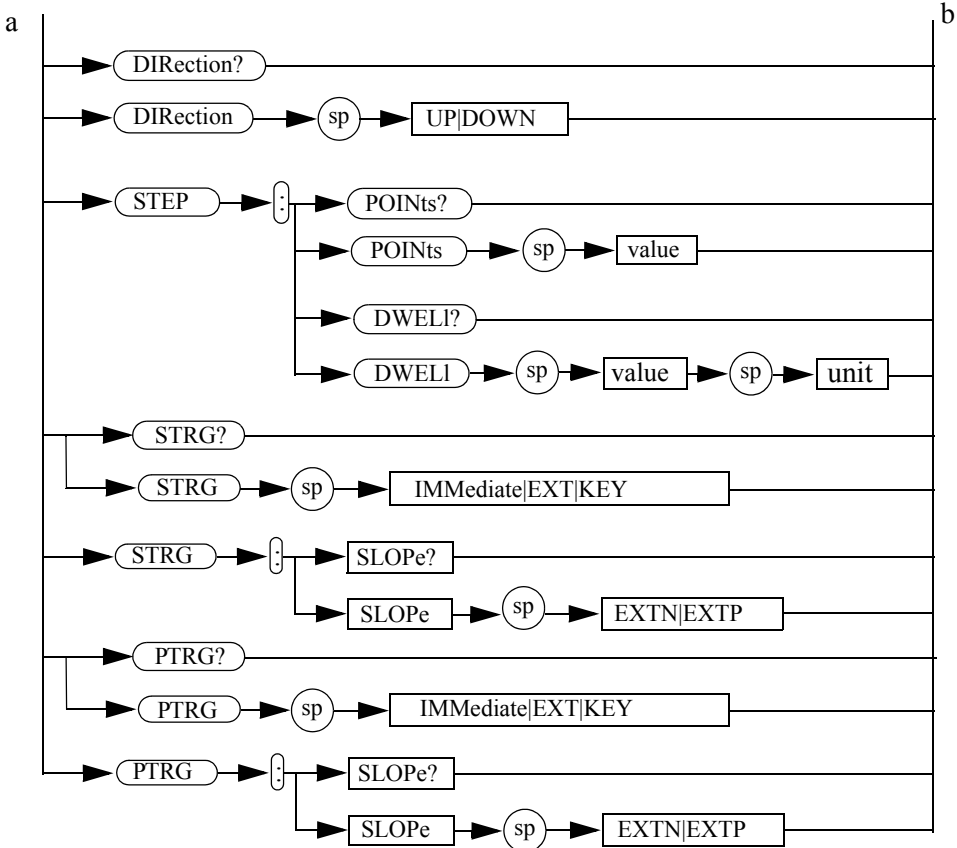 a
b
DIRection?
DIRection sp UP|DOWN
STEP : POINts?
POINts sp value
DWELl?
DWELl sp value sp unit
STRG?
STRG sp IMMediate|EXT|KEY
STRG : SLOPe?
SLOPe sp EXTN|EXTP
PTRG?
PTRG sp IMMediate|EXT|KEY
PTRG : SLOPe?
SLOPe sp EXTN|EXTP